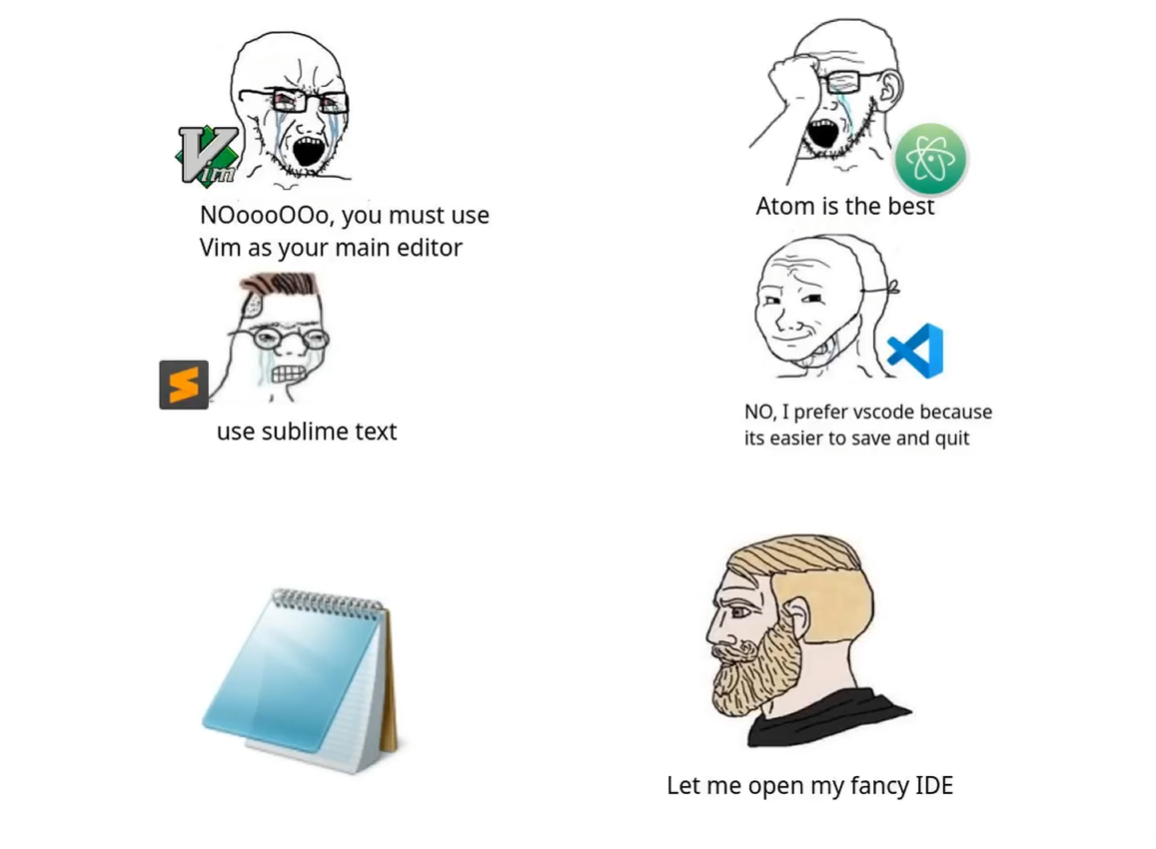 Vim
NOoooOOo, you must use
Vim as your main editor
Atom is the best
use sublime text
NO, I prefer vscode because
its easier to save and quit
Let me open my fancy IDE